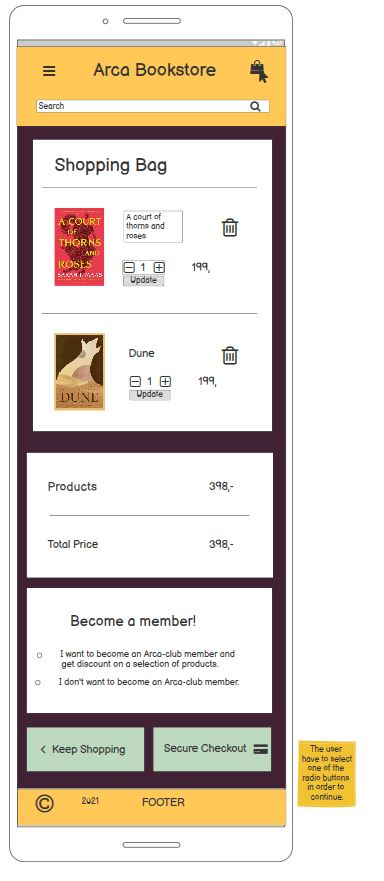 Arca Bookstore
Search
Shopping Bag
A COURT
OF
THORNS
AND
ROSES
SARAH J. MAAS
A court of
thorns and
roses
1
199,
Update
DUNE
Dune
1
199,
Update
Products 398,-
Total Price 398,-
Become a member!
I want to become an Arca-club member and
get discount on a selection of products.
I don't want to become an Arca-club member.
< Keep Shopping
Secure Checkout
The user
have to select
one of the
radio buttons
in order to
continue.
© 2021 FOOTER